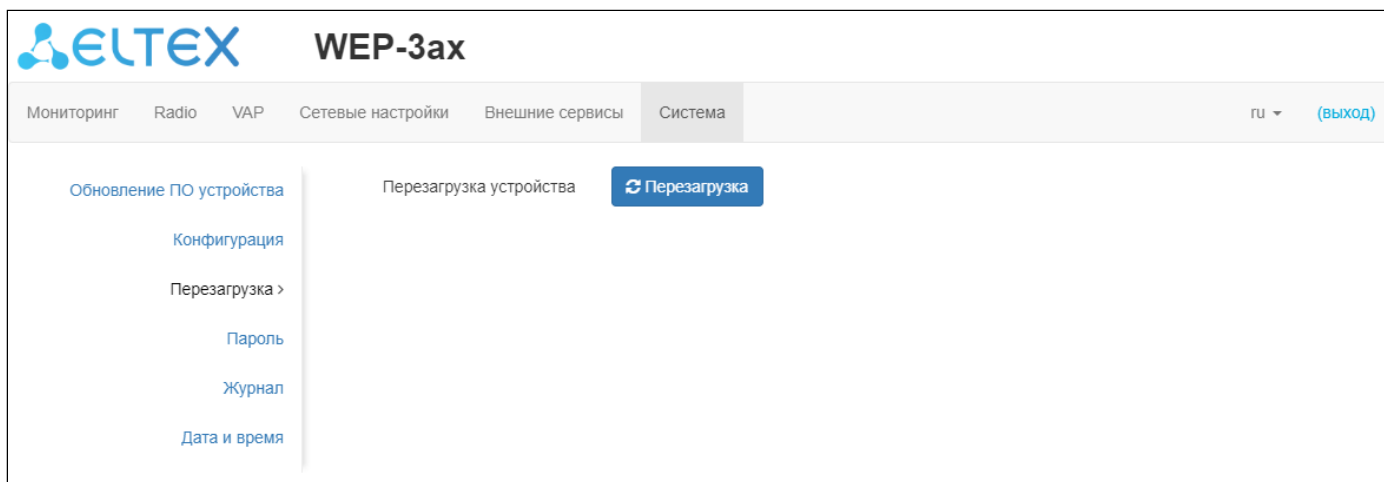 ELTEX WEP-3ax
Мониторинг Radio VAP Сетевые настройки Внешние сервисы Система ru (выход)
Обновление ПО устройства
Перезагрузка устройства Перезагрузка
Конфигурация
Перезагрузка >
Пароль
Журнал
Дата и время